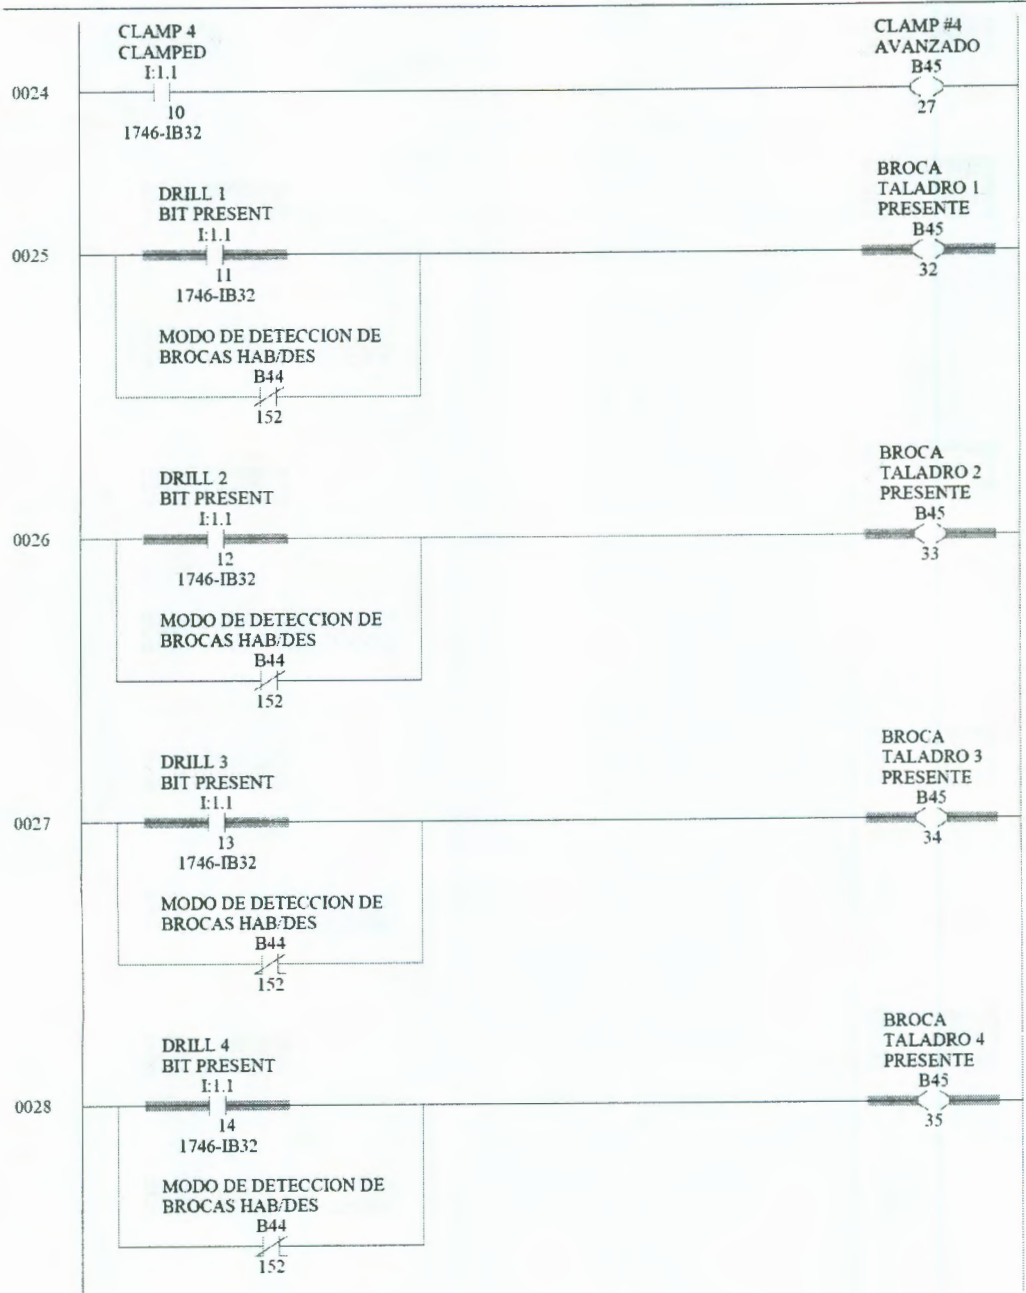 CLAMP 4
CLAMPED
I:1.1
10
1746-IB32
0024
CLAMP #4
AVANZADO
B45
27
DRILL 1
BIT PRESENT
I:1.1
11
1746-IB32
0025
BROCA
TALADRO 1
PRESENTE
B45
32
MODO DE DETECCION DE
BROCAS HAB/DES
B44
152
DRILL 2
BIT PRESENT
I:1.1
12
1746-IB32
0026
BROCA
TALADRO 2
PRESENTE
B45
33
MODO DE DETECCION DE
BROCAS HAB/DES
B44
152
DRILL 3
BIT PRESENT
I:1.1
13
1746-IB32
0027
BROCA
TALADRO 3
PRESENTE
B45
34
MODO DE DETECCION DE
BROCAS HAB/DES
B44
152
DRILL 4
BIT PRESENT
I:1.1
14
1746-IB32
0028
BROCA
TALADRO 4
PRESENTE
B45
35
MODO DE DETECCION DE
BROCAS HAB/DES
B44
152